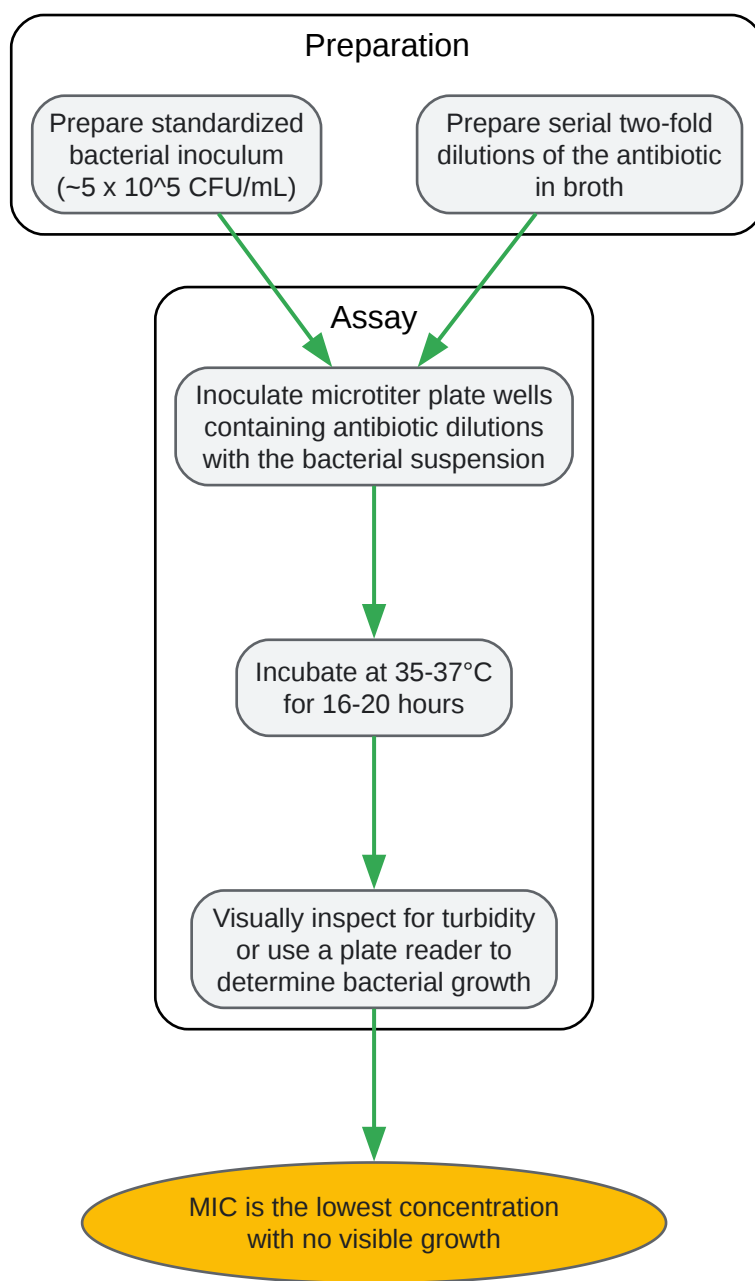 Preparation
Prepare standardized
bacterial inoculum
(~5 x 10^5 CFU/mL)
Prepare serial two-fold
dilutions of the antibiotic
in broth
Assay
Inoculate microtiter plate wells
containing antibiotic dilutions
with the bacterial suspension
Incubate at 35-37°C
for 16-20 hours
Visually inspect for turbidity
or use a plate reader to
determine bacterial growth
MIC is the lowest concentration
with no visible growth